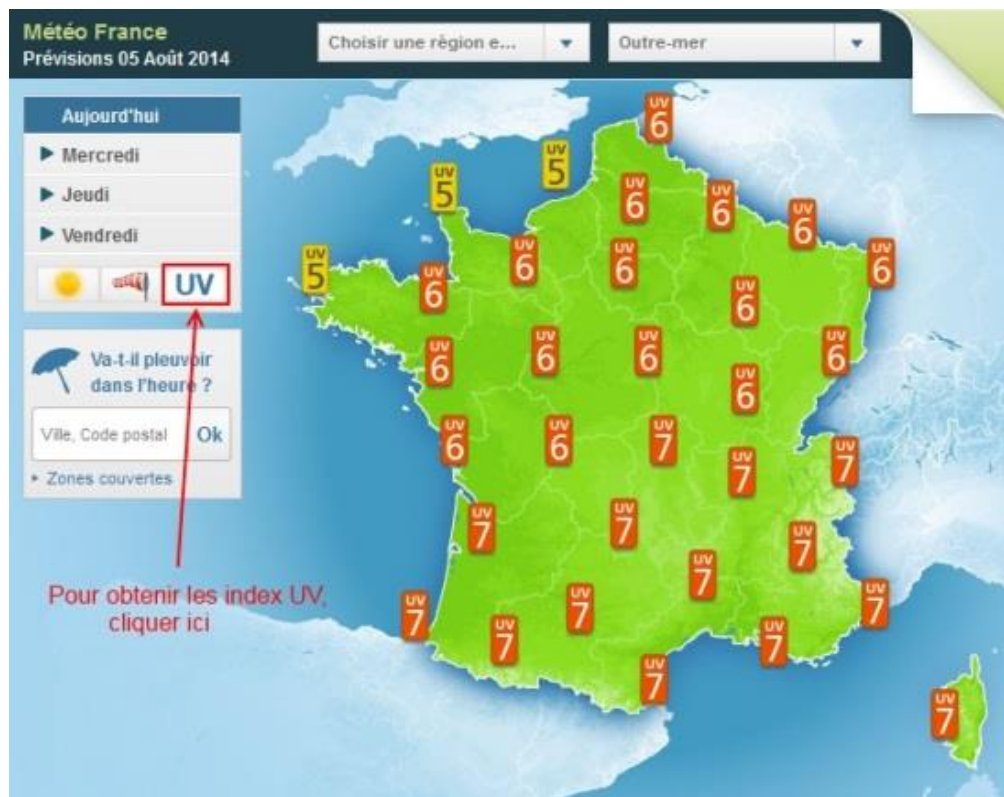 Météo France
Prévisions 05 Août 2014
Choisir une région e...
Outre-mer
Aujourd'hui
Mercredi
Jeudi
Vendredi
UV
Va-t-il pleuvoir
dans l'heure ?
Ville, Code postal
Ok
Zones couvertes
Pour obtenir les index UV,
cliquer ici
UV
6
UV
5
UV
5
UV
6
UV
6
UV
6
UV
5
UV
6
UV
6
UV
6
UV
6
UV
6
UV
6
UV
6
UV
6
UV
6
UV
6
UV
6
UV
6
UV
7
UV
7
UV
7
UV
7
UV
7
UV
7
UV
7
UV
7
UV
7
UV
7
UV
7
UV
7
UV
7
UV
7